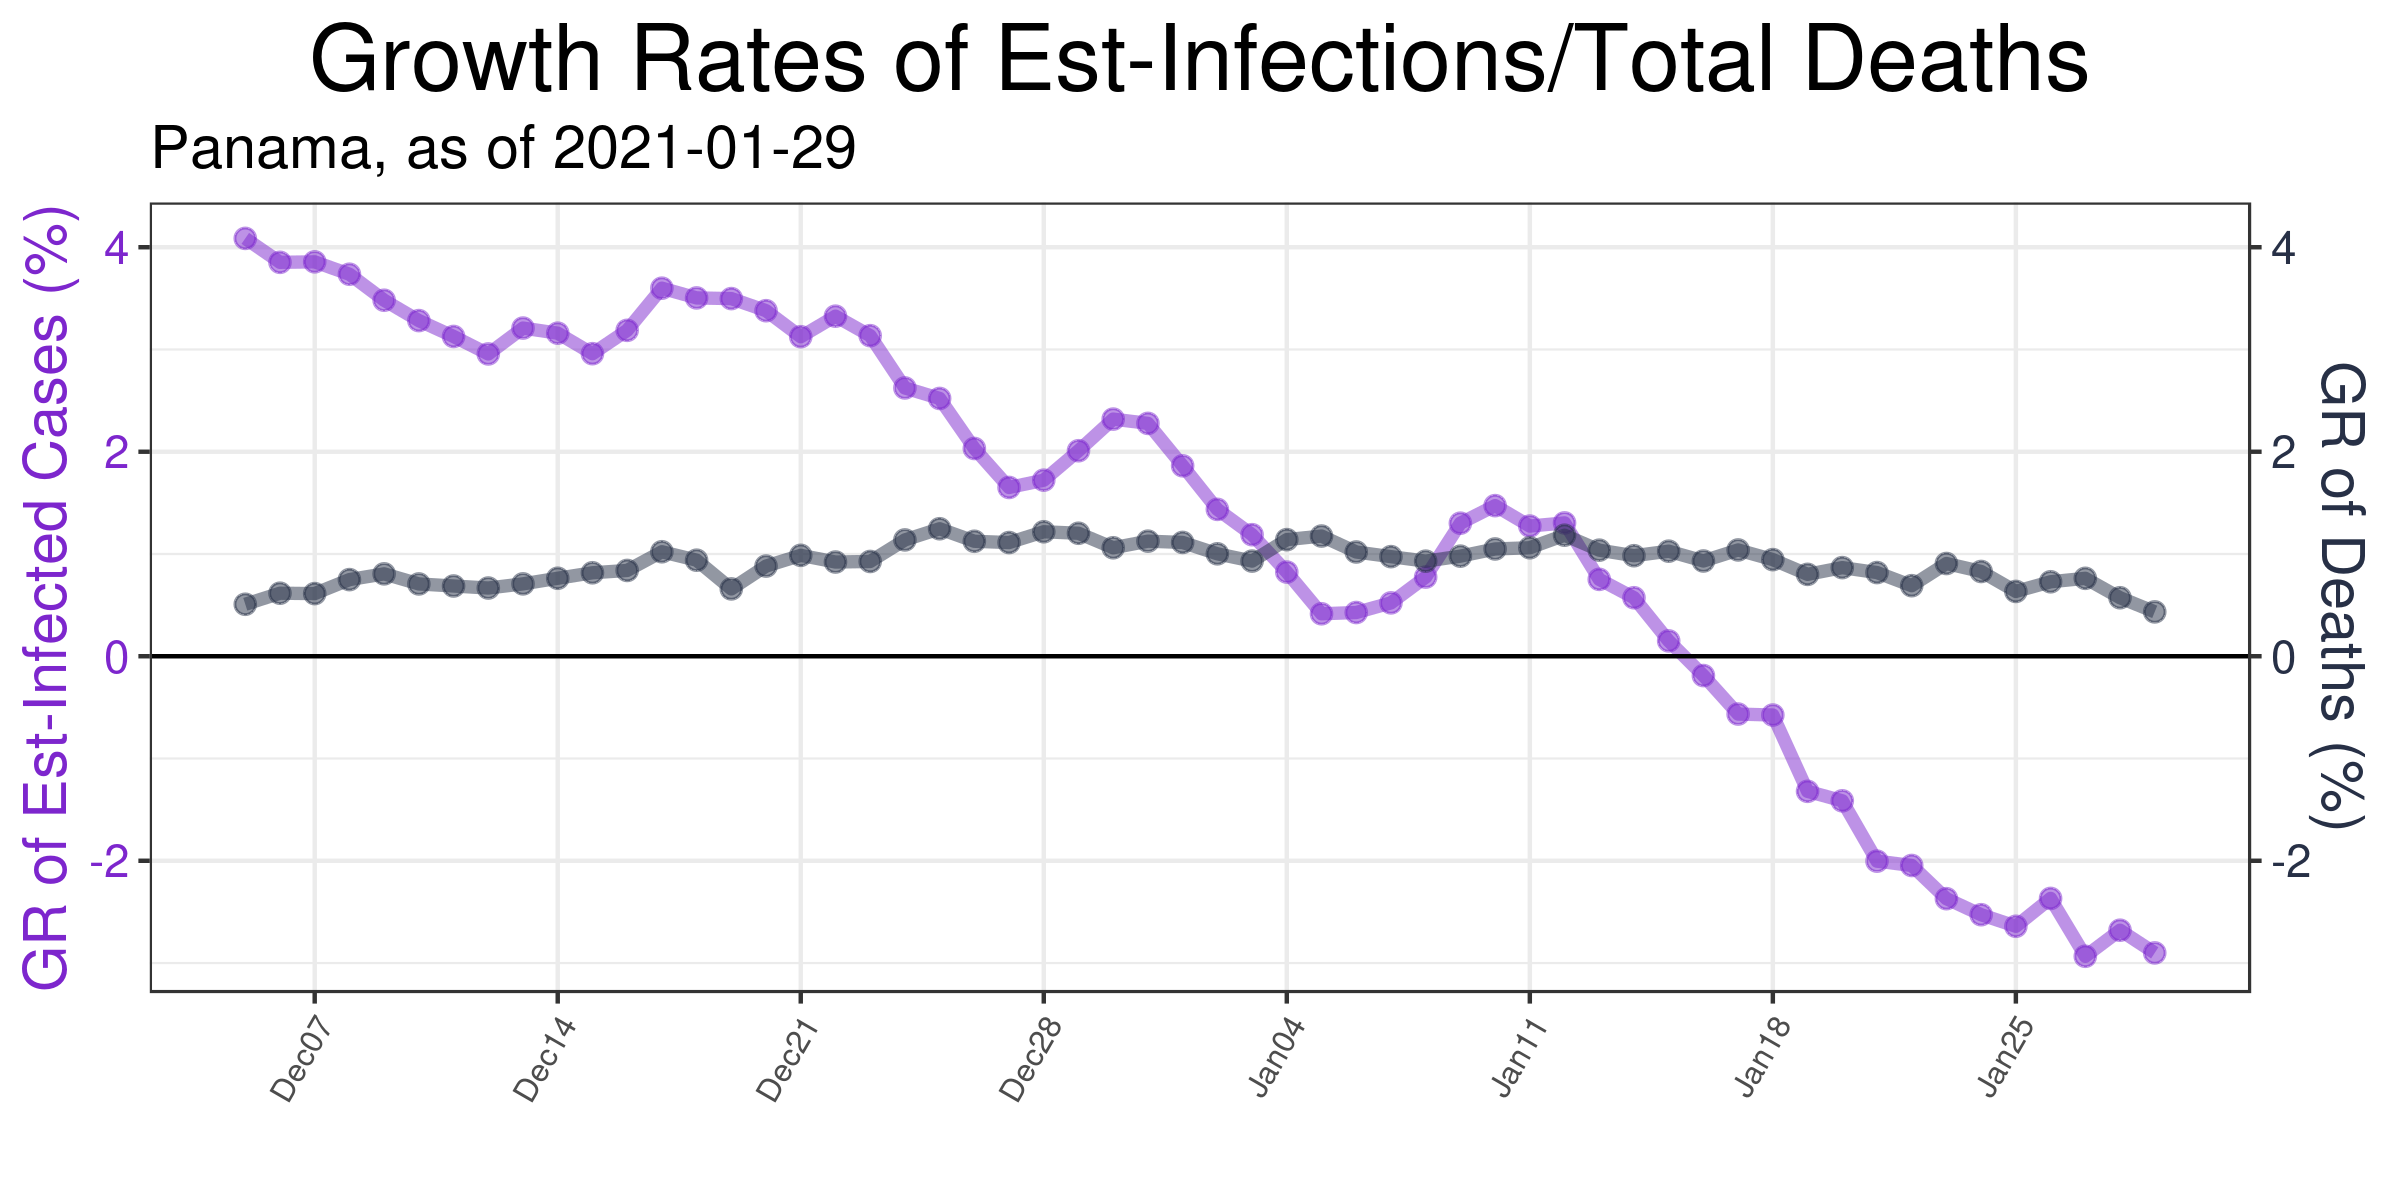 Growth Rates of Est-Infections/Total Deaths
Panama, as of 2021-01-29
GR of Est-Infected Cases (%)
4
2
0
-2
4
2
0
-2
GR of Deaths (%)
Dec07
Dec14
Dec21
Dec28
Jan04
Jan11
Jan18
Jan25